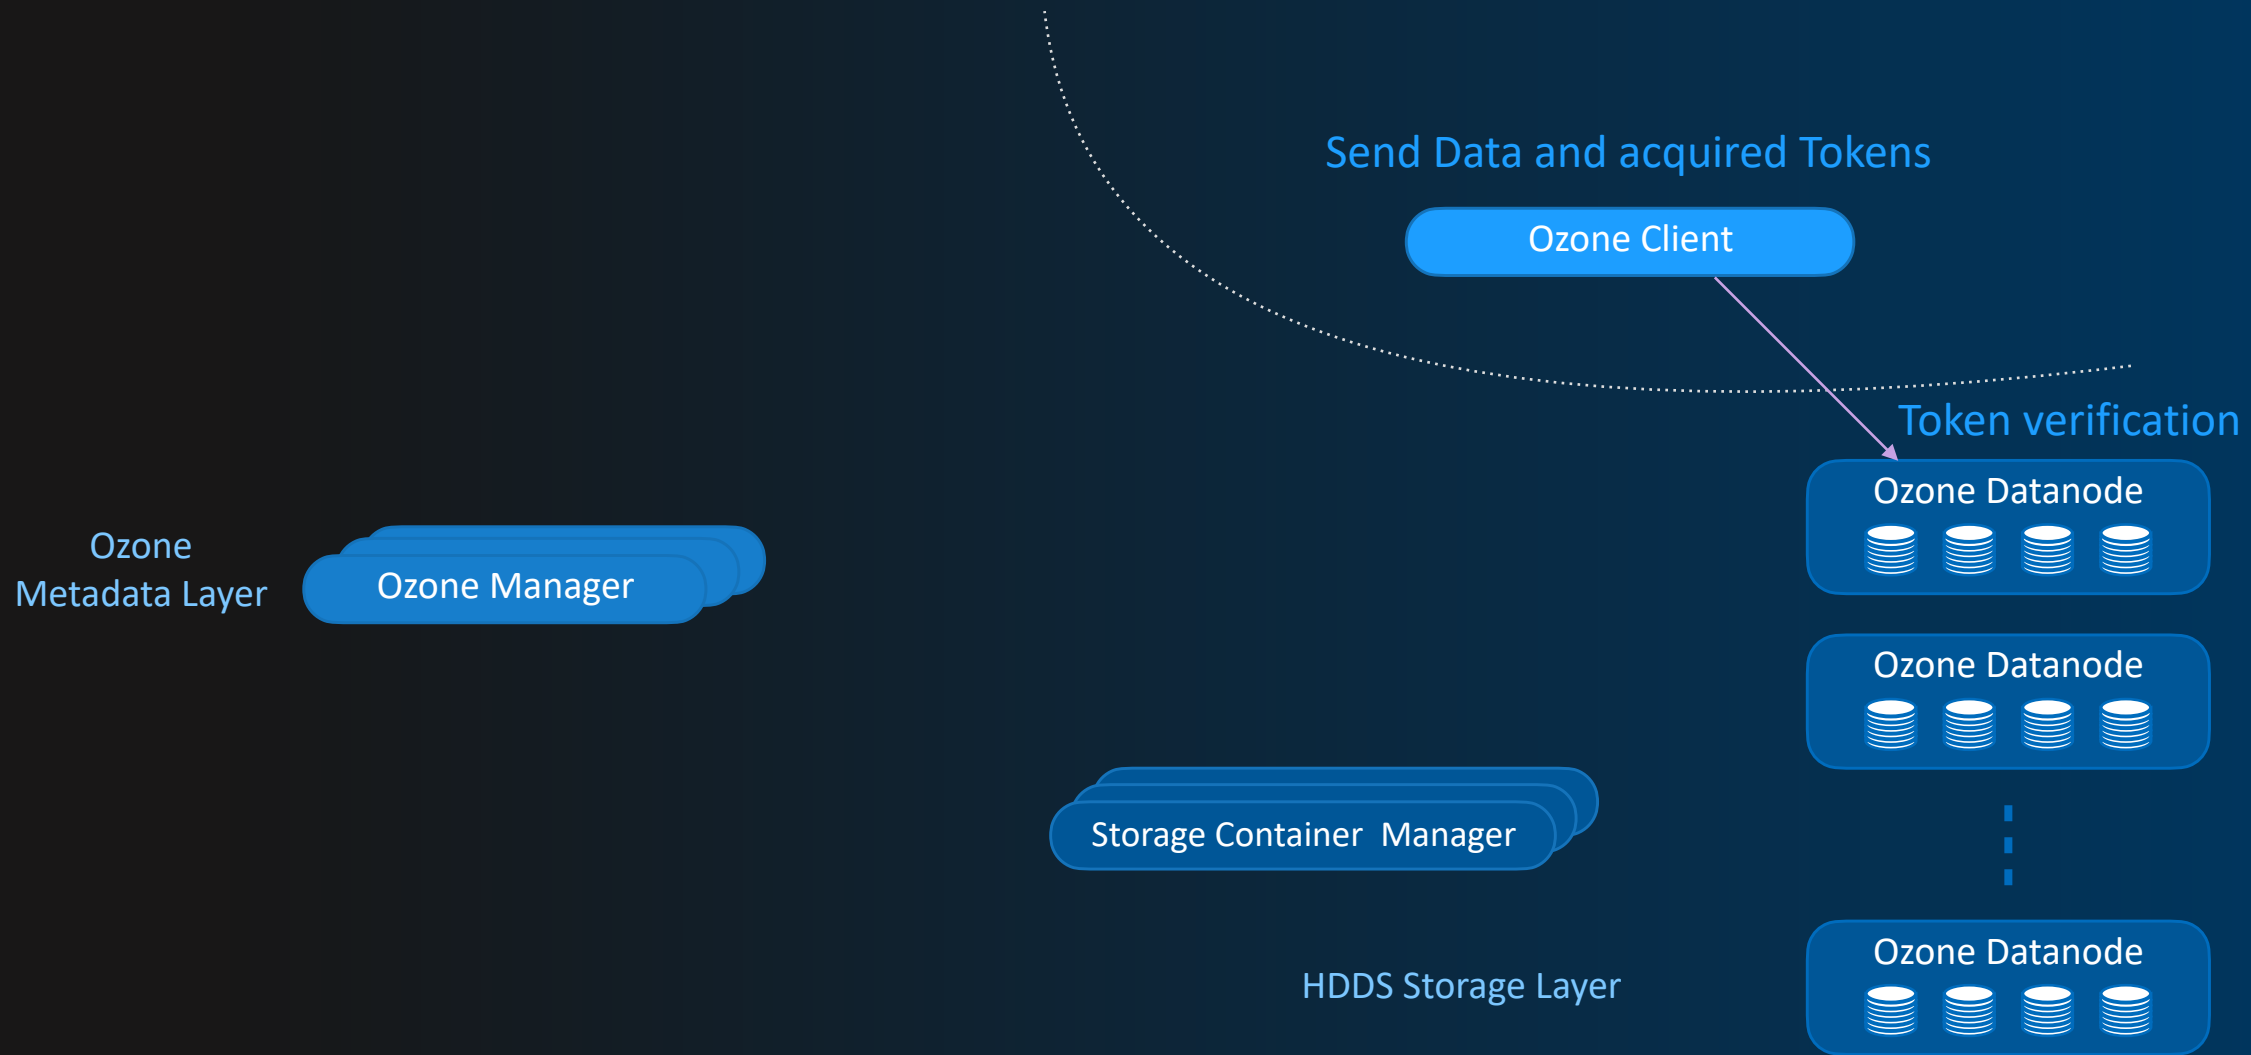 Send Data and acquired Tokens
Ozone Client
Token verification
Ozone Datanode
Ozone
Metadata Layer
Ozone Manager
Ozone Datanode
Storage Container  Manager
Ozone Datanode
HDDS Storage Layer